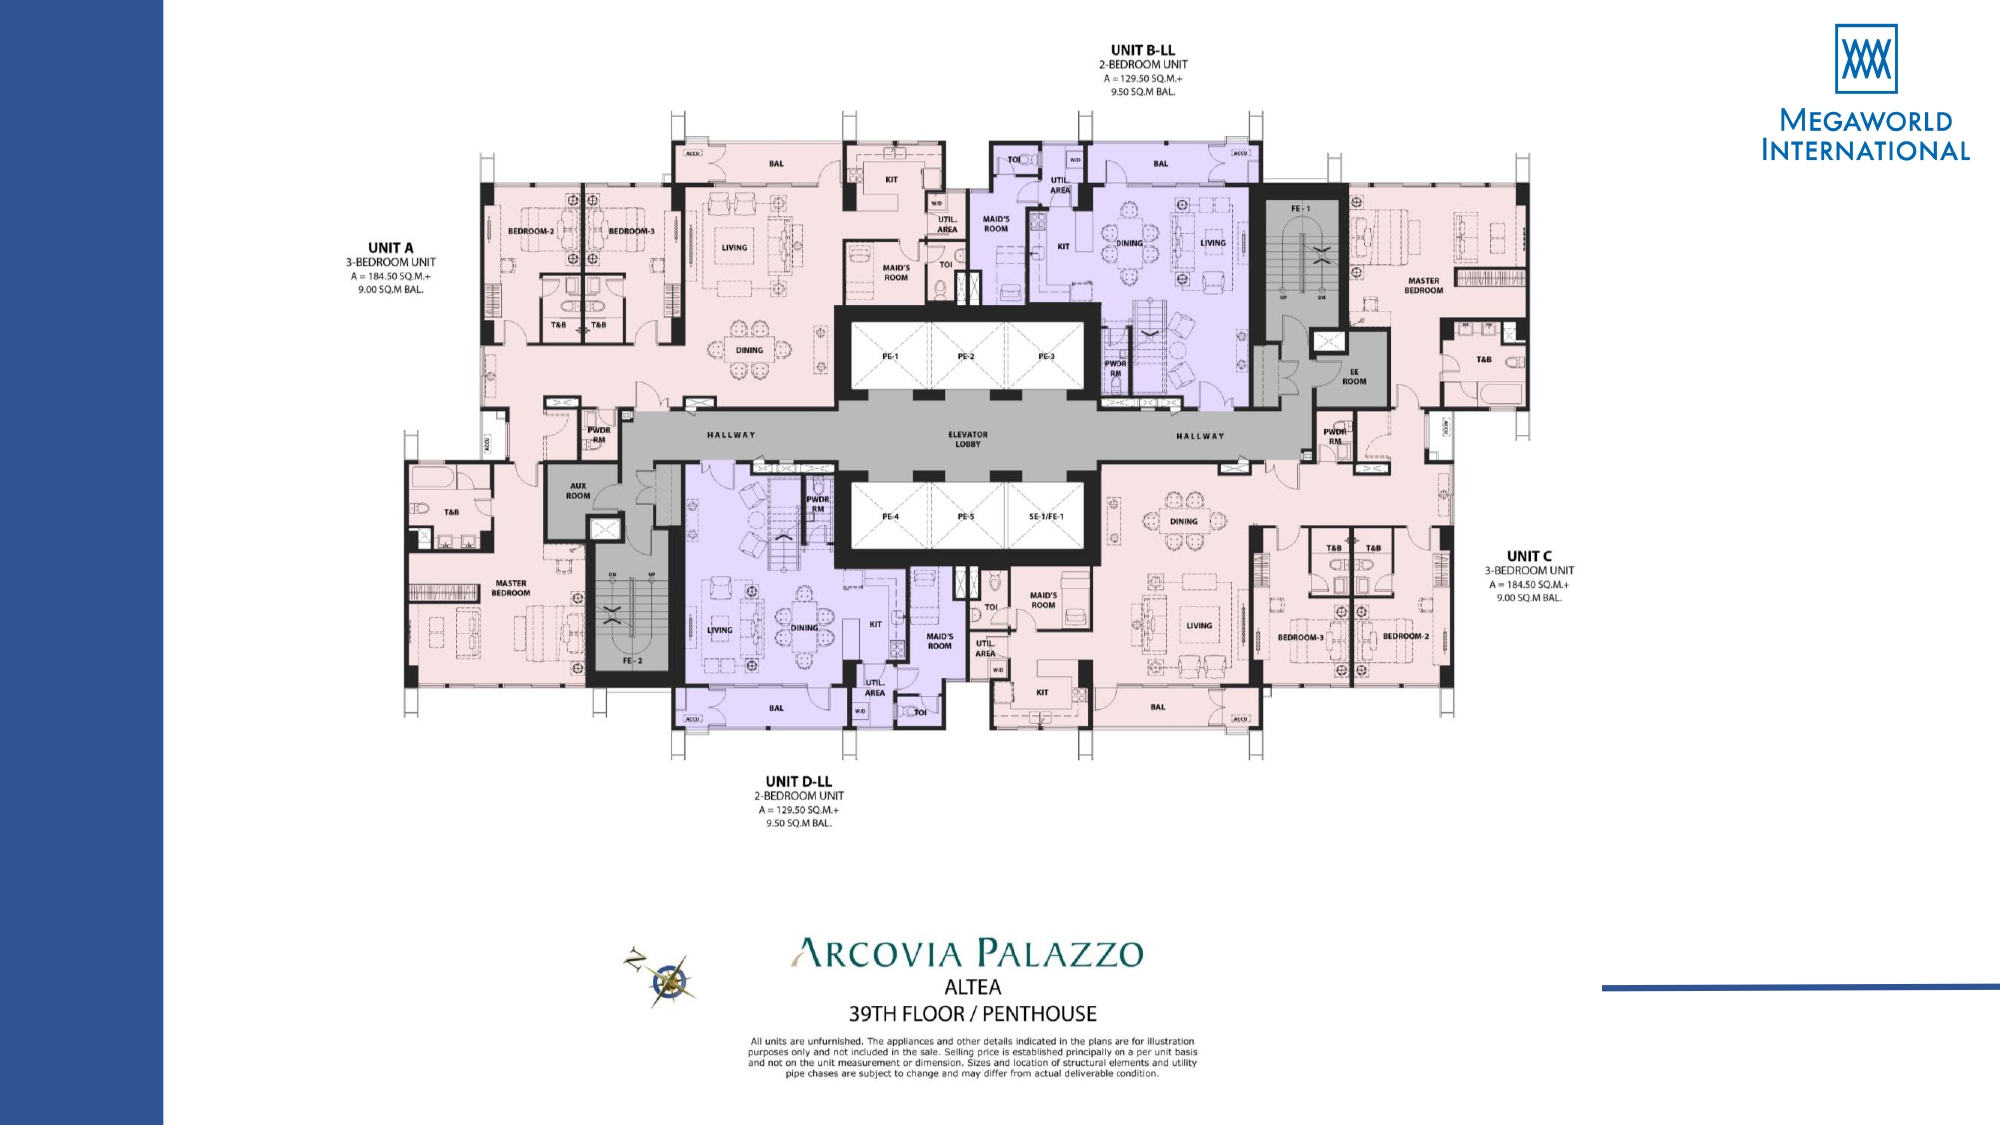 UNIT B-LL
2-BEDROOM UNIT
A = 129.50 SQ.M.+
9.50 SQ.M BAL.
MEGAWORLD
INTERNATIONAL
UNIT A
3-BEDROOM UNIT
A = 184.50 SQ.M.+
9.00 SQ.M BAL.
ACCU
BAL
KIT
W/D
UTIL.
AREA
BEDROOM-2
BEDROOM-3
LIVING
MAID'S
ROOM
TOI
T&B
T&B
DINING
PWDR
RM
ACCU
TOI
W/D
UTIL.
AREA
BAL
ACCU
MAID'S
ROOM
KIT
DINING
LIVING
PWDR
RM
FE - 1
UP
DN
EE
ROOM
MASTER
BEDROOM
T&B
PE-1
PE-2
PE-3
HALLWAY
ELEVATOR
LOBBY
HALLWAY
PWDR
RM
ACCU
AUX
ROOM
T&B
MASTER
BEDROOM
DN
UP
FE - 2
PWDR
RM
PE-4
PE-5
SE-1/FE-1
LIVING
DINING
KIT
MAID'S
ROOM
UTIL.
AREA
W/D
TOI
BAL
ACCU
TOI
MAID'S
ROOM
UTIL.
AREA
W/D
KIT
DINING
LIVING
BAL
ACCU
T&B
T&B
BEDROOM-3
BEDROOM-2
UNIT C
3-BEDROOM UNIT
A = 184.50 SQ.M.+
9.00 SQ.M BAL.
UNIT D-LL
2-BEDROOM UNIT
A = 129.50 SQ.M.+
9.50 SQ.M BAL.
N
ARCOVIA PALAZZO
ALTEA
39TH FLOOR / PENTHOUSE
All units are unfurnished. The appliances and other details indicated in the plans are for illustration
purposes only and not included in the sale. Selling price is established principally on a per unit basis
and not on the unit measurement or dimension. Sizes and location of structural elements and utility
pipe chases are subject to change and may differ from actual deliverable condition.